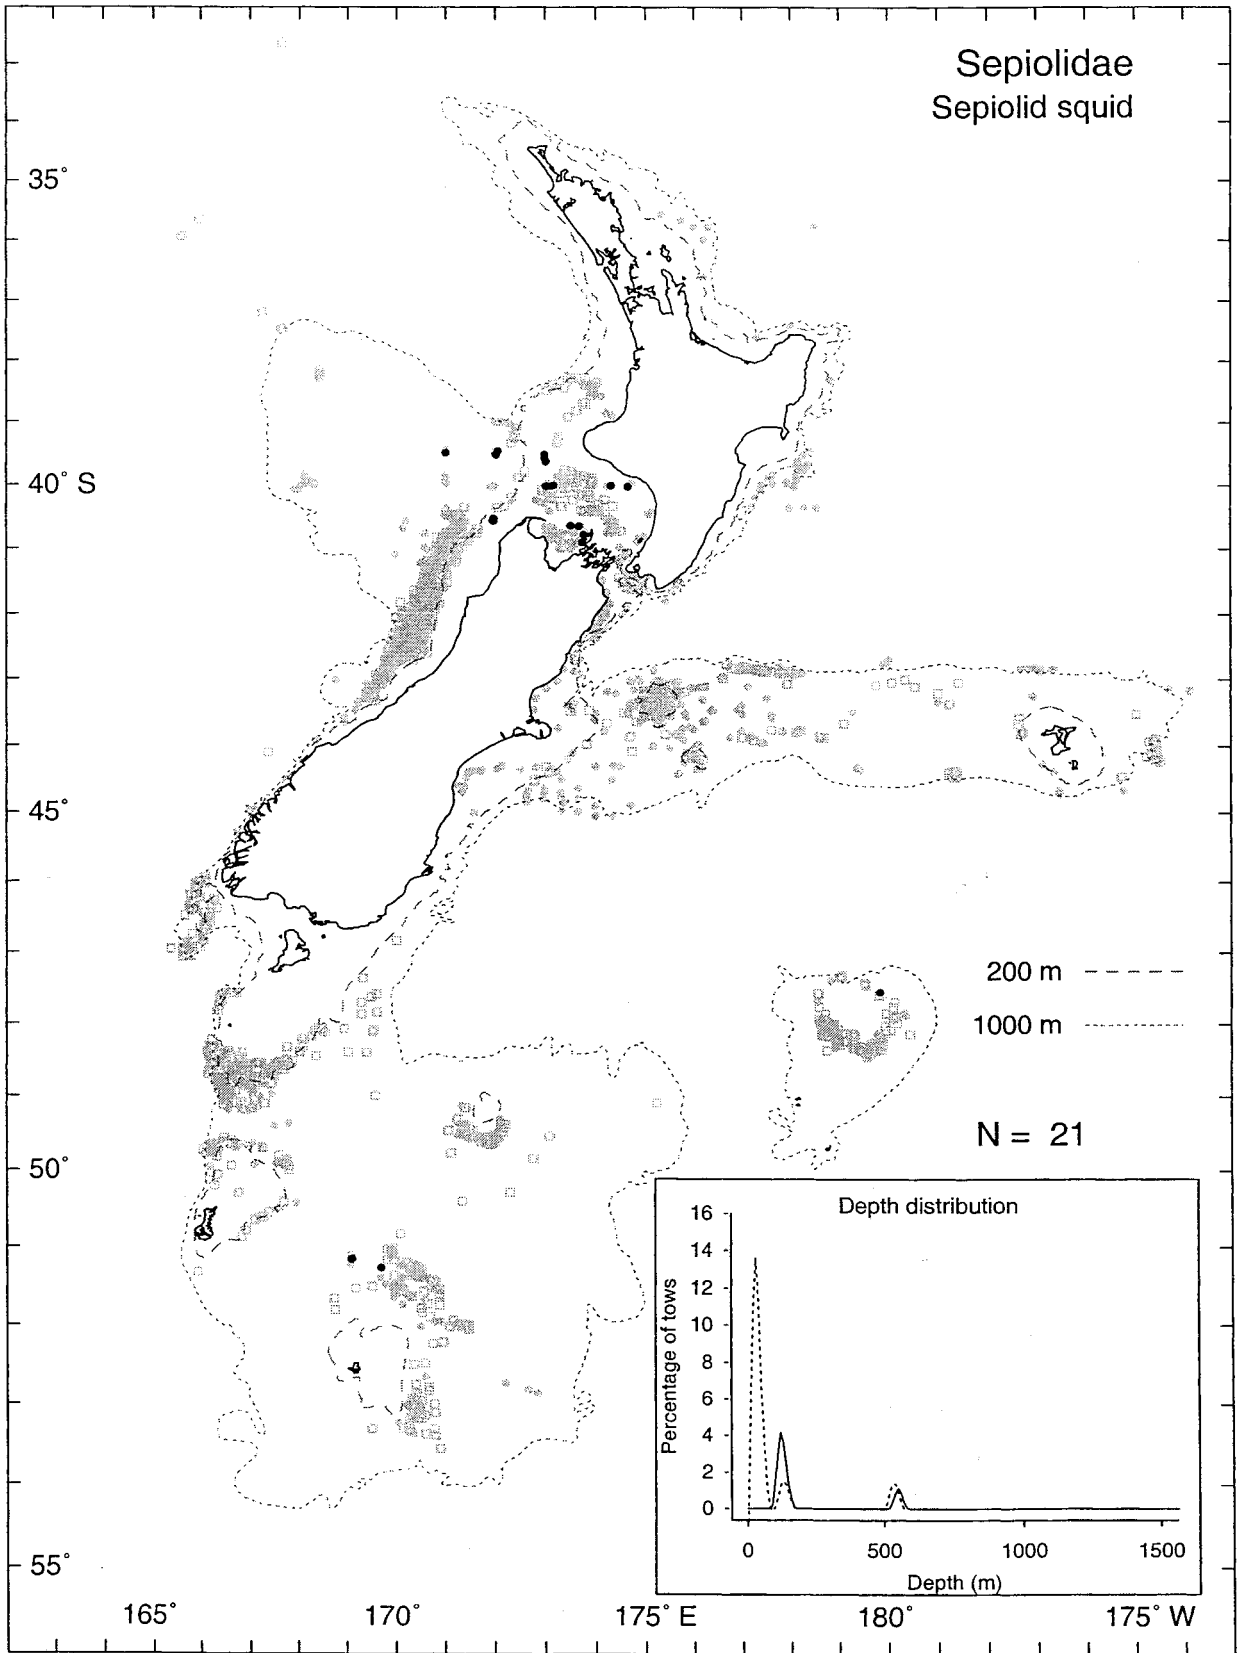 Sepiolidae
Sepiolid squid
35°
40° S
45°
50°
55°
200 m
1000 m
N = 21
Depth distribution
Percentage of tows
16
14
12
10
8
6
4
2
0
0 500 1000 1500
Depth (m)
165° 170° 175° E 180° 175° W